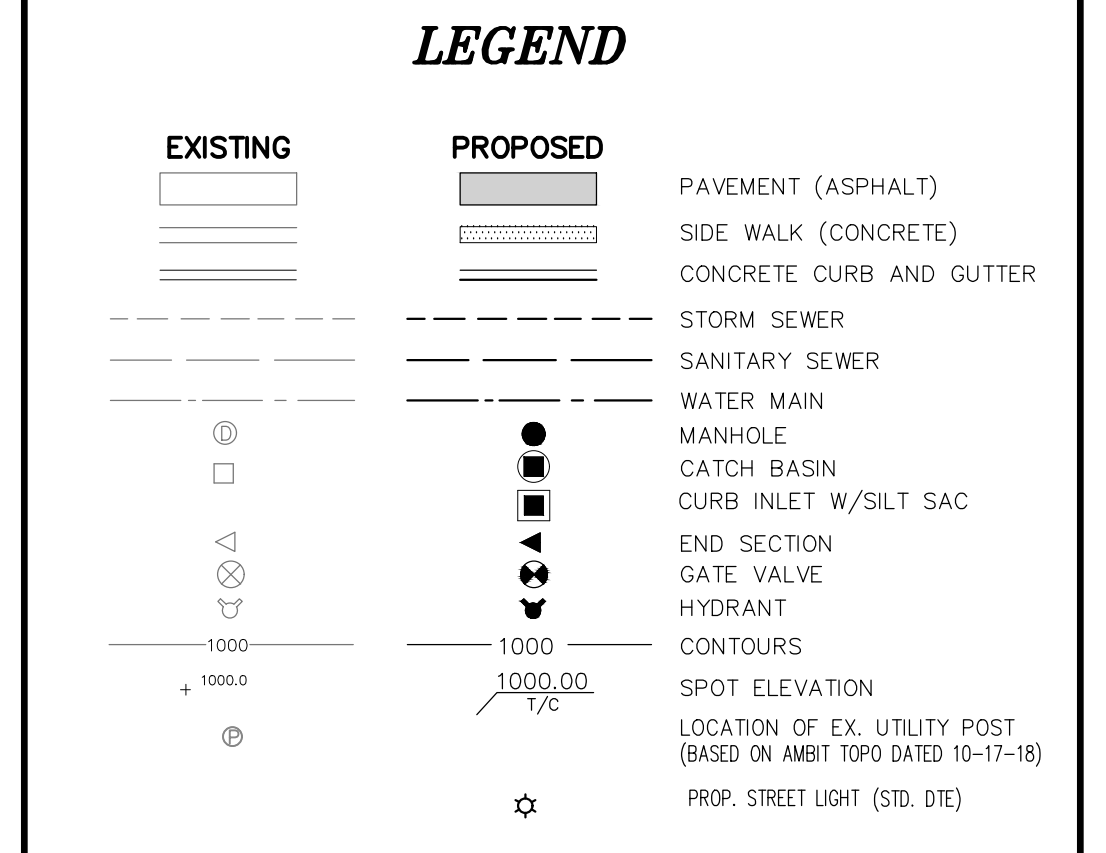 LEGEND
EXISTING PROPOSED
PAVEMENT (ASPHALT)
SIDE WALK (CONCRETE)
CONCRETE CURB AND GUTTER
STORM SEWER
SANITARY SEWER
WATER MAIN
D MANHOLE
CATCH BASIN
CURB INLET W/SILT SAC
END SECTION
GATE VALVE
HYDRANT
1000 1000 CONTOURS
+ 1000.0 1000.00 SPOT ELEVATION
T/C
P LOCATION OF EX. UTILITY POST
(BASED ON AMBIT TOPO DATED 10-17-18)
PROP. STREET LIGHT (STD. DTE)